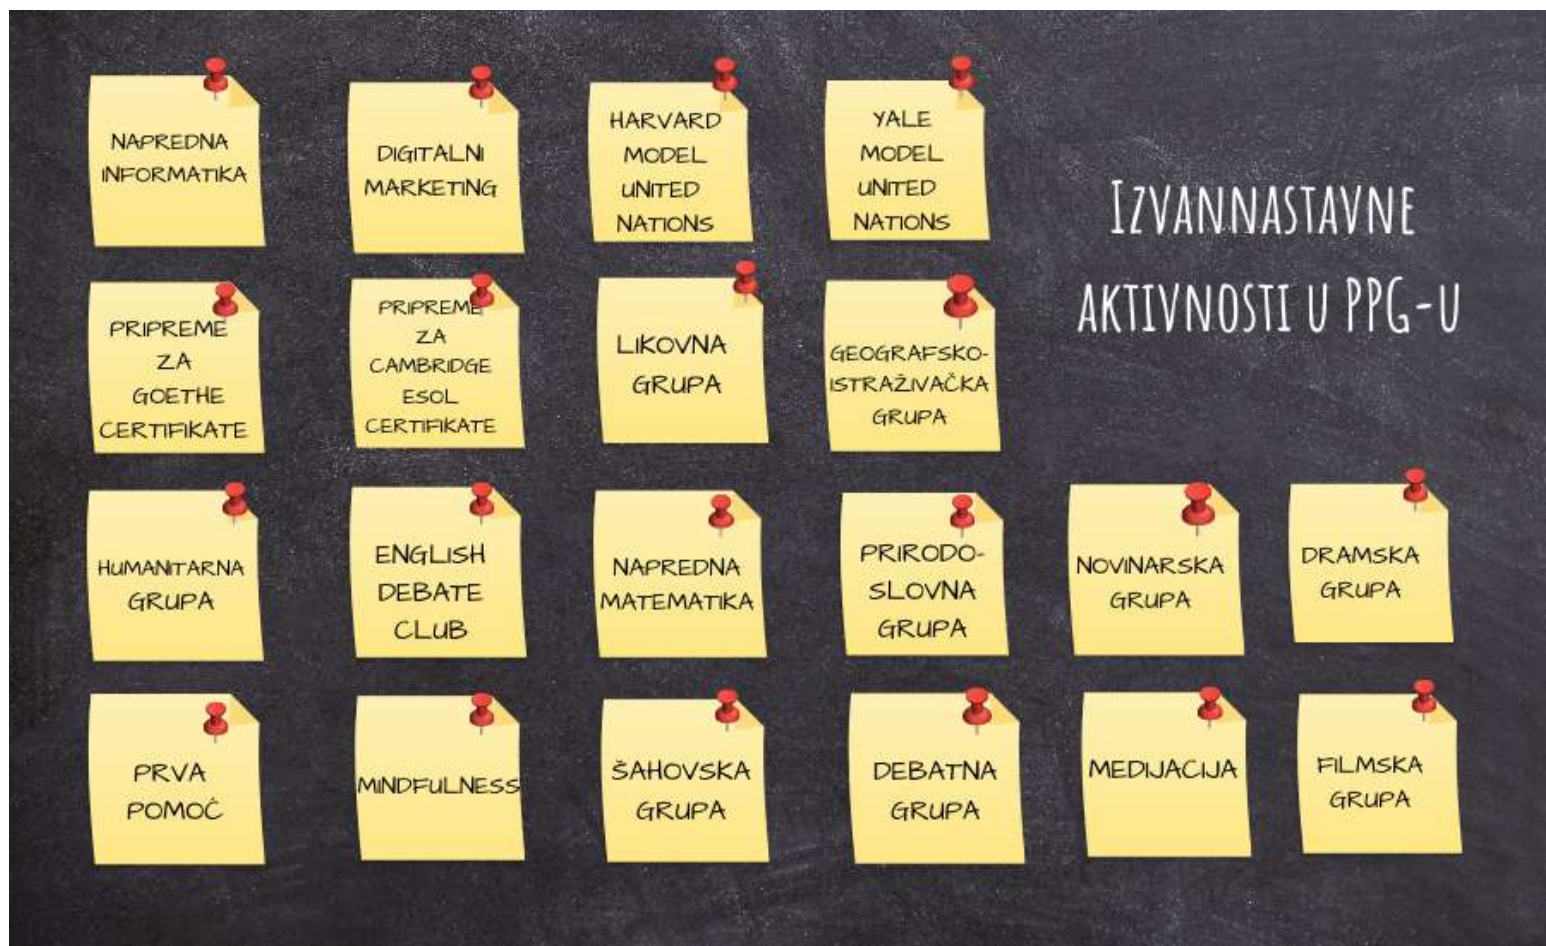 NAPREDNA
INFORMATIKA
DIGITALNI
MARKETING
HARVARD
MODEL
UNITED
NATIONS
YALE
MODEL
UNITED
NATIONS
IZVANNASTAVNE
AKTIVNOSTI U PPG-U
PRIPREME
ZA
GOETHE
CERTIFIKATE
PRIPREME
ZA
CAMBRIDGE
ESOL
CERTIFIKATE
LIKOVNA
GRUPA
GEOGRAFSKO-
ISTRAŽIVAČKA
GRUPA
HUMANITARNA
GRUPA
ENGLISH
DEBATE
CLUB
NAPREDNA
MATEMATIKA
PRIRODO-
SLOVNA
GRUPA
NOVINARSKA
GRUPA
DRAMSKA
GRUPA
PRVA
POMOĆ
MINDFULNESS
ŠAHOVSKA
GRUPA
DEBATNA
GRUPA
MEDIJACIJA
FILMSKA
GRUPA